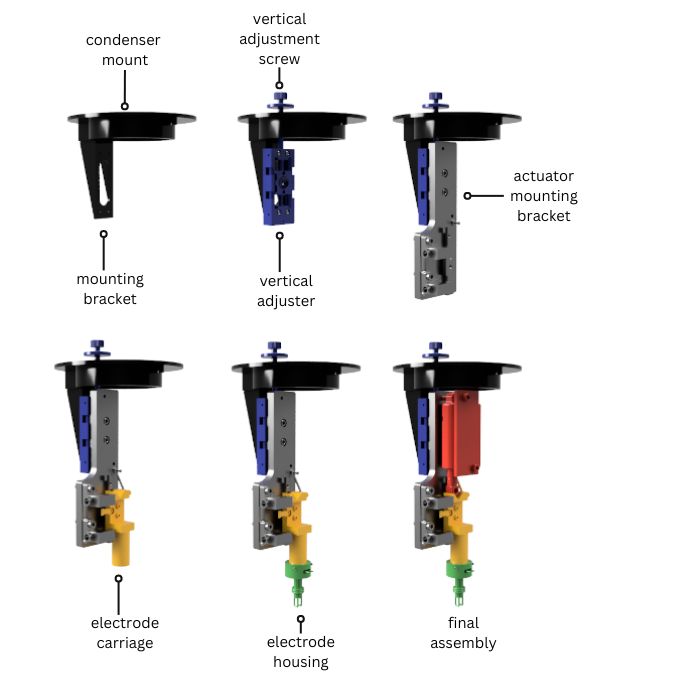 condenser
mount
vertical
adjustment
screw
actuator
mounting
bracket
mounting
bracket
vertical
adjuster
electrode
carriage
electrode
housing
final
assembly